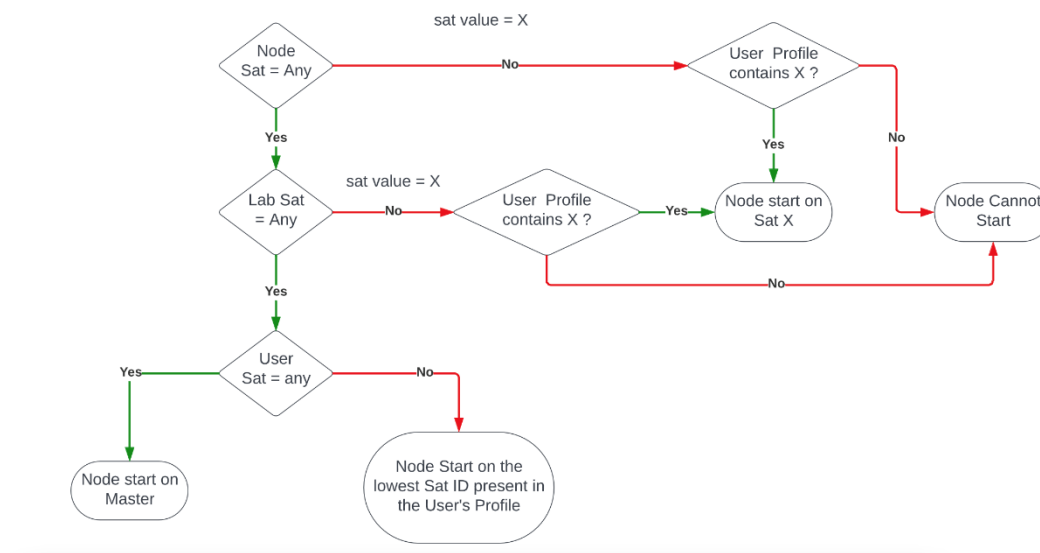 sat value = X
Node
Sat = Any
No
User  Profile
contains X ?
Yes
Yes
No
sat value = X
Lab Sat
= Any
No
User  Profile
contains X ?
Yes
Node start on
Sat X
Node Cannot
Start
Yes
No
User
Sat = any
Yes
No
Node start on
Master
Node Start on the
lowest Sat ID present in
the User's Profile